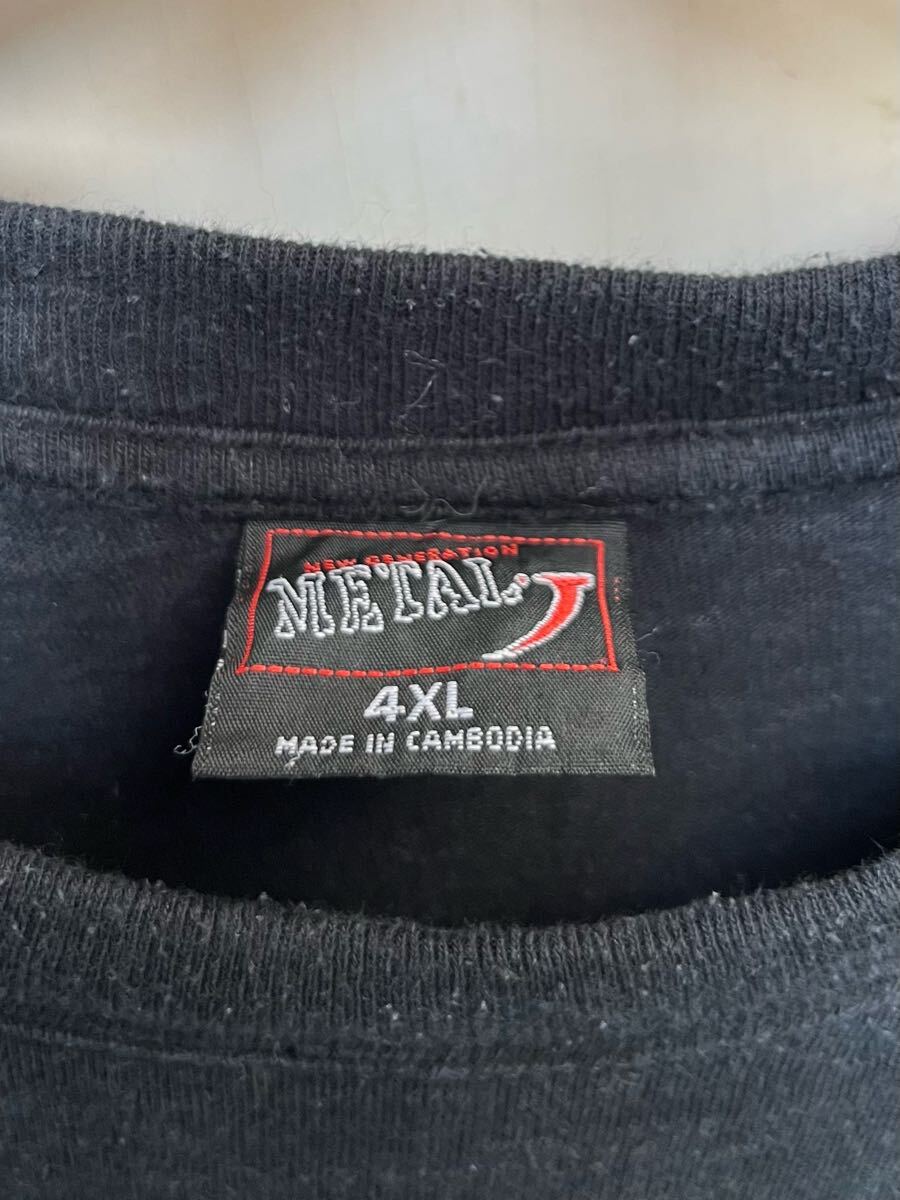 NEW GENERATION
METAL
4XL
MADE IN CAMBODIA